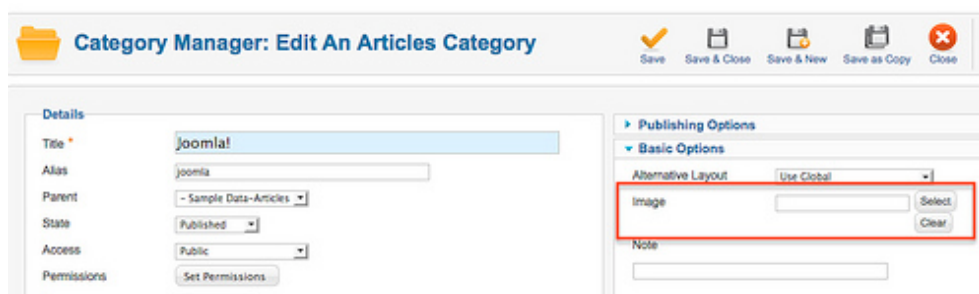 Category Manager: Edit An Articles Category
Save
Save & Close
Save & New
Save as Copy
Close
Details
Title *
Joomla!
Alias
joomla
Parent
- Sample Data-Articles
State
Published
Access
Public
Permissions
Set Permissions
Publishing Options
Basic Options
Alternative Layout
Use Global
Image
Select
Clear
Note